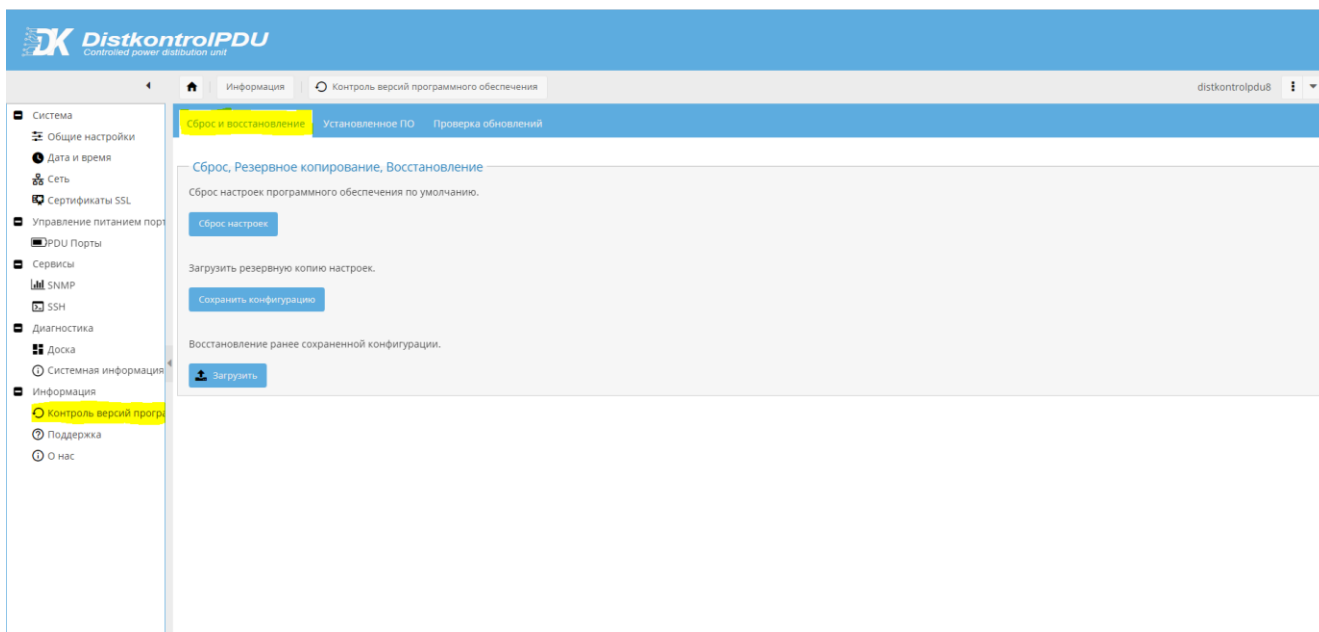 DK DistkontrolPDU
Controlled power distibution unit
Информация
Контроль версий программного обеспечения
distkontrolpdu8
Система
Общие настройки
Дата и время
Сеть
Сертификаты SSL
Управление питанием порт
PDU Порты
Сервисы
SNMP
SSH
Диагностика
Доска
Системная информация
Информация
Контроль версий програ
Поддержка
О нас
Сброс и восстановление
Установленное ПО
Проверка обновлений
Сброс, Резервное копирование, Восстановление
Сброс настроек программного обеспечения по умолчанию.
Сброс настроек
Загрузить резервную копию настроек.
Сохранить конфигурацию
Восстановление ранее сохраненной конфигурации.
Загрузить